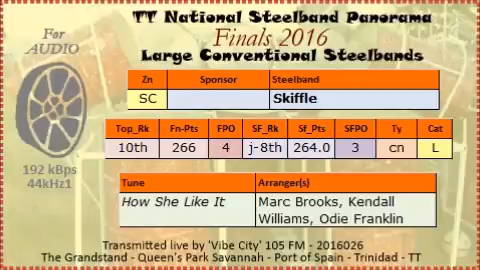 TT National Steelband Panorama
For
AUDIO
Finals 2016
Large Conventional Steelbands
Zn Sponsor Steelband
SC Skiffle
Top_Rk Fn-Pts FPO SF_Rk Sf_Pts SFPO Ty Cat
10th 266 4 j-8th 264.0 3 cn L
192 kBps
44kHz1
Tune Arranger(s)
How She Like It Marc Brooks, Kendall
Williams, Odie Franklin
Transmitted live by 'Vibe City' 105 FM - 2016026
The Grandstand - Queen's Park Savannah - Port of Spain - Trinidad - TT